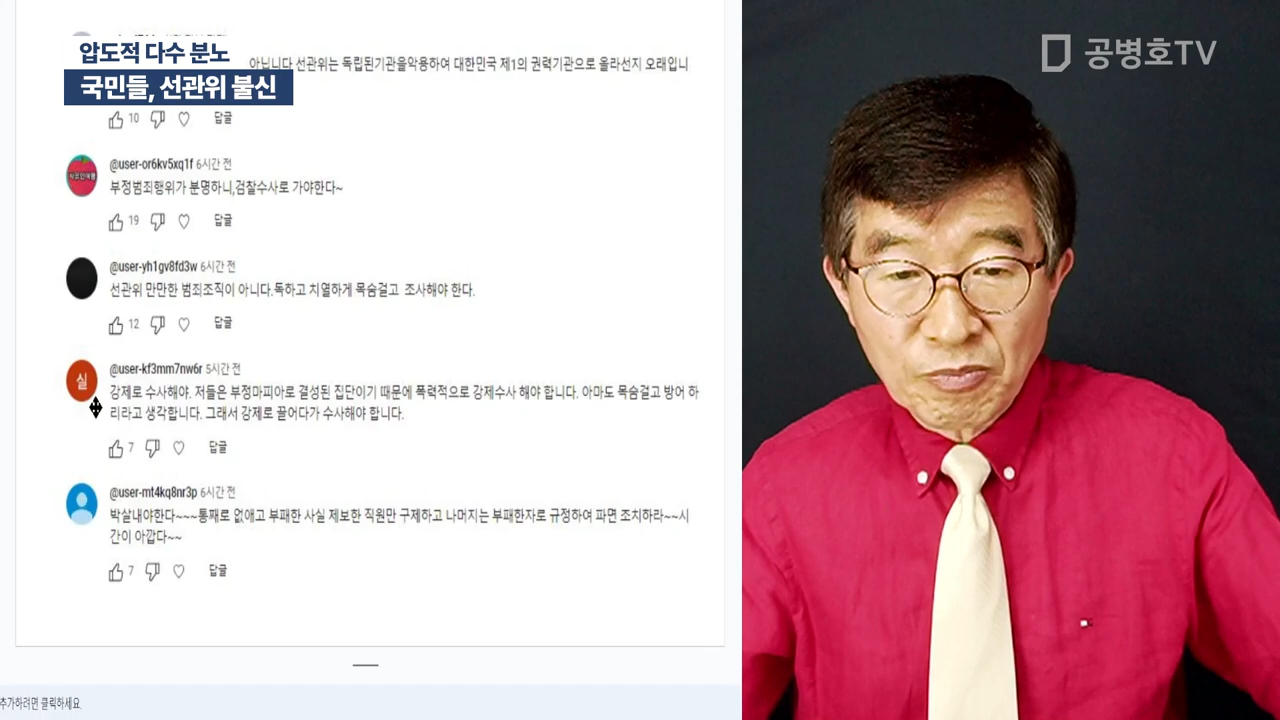 압도적 다수 분노
국민들, 선관위 불신
공병호TV
아닙니다 선관위는 독립된기관을악용하여 대한민국 제1의 권력기관으로 올라선지 오래입니
10 답글
@user-or6kv5xq1f 6시간 전
부정범죄행위가 분명하니,검찰수사로 가야한다~
19 답글
@user-yh1gv8fd3w 6시간 전
선관위 만만한 범죄조직이 아니다.독하고 치열하게 목숨걸고 조사해야 한다.
12 답글
실
@user-kf3mm7nw6r 5시간 전
강제로 수사해야. 저들은 부정마피아로 결성된 집단이기 때문에 폭력적으로 강제수사 해야 합니다. 아마도 목숨걸고 방어 하
리라고 생각합니다. 그래서 강제로 끌어다가 수사해야 합니다.
7 답글
@user-mt4kq8nr3p 6시간 전
박살내야한다~~~통째로 없애고 부패한 사실 제보한 직원만 구제하고 나머지는 부패한자로 규정하여 파면 조치하라~~시
간이 아깝다~~
7 답글
추가하려면 클릭하세요.